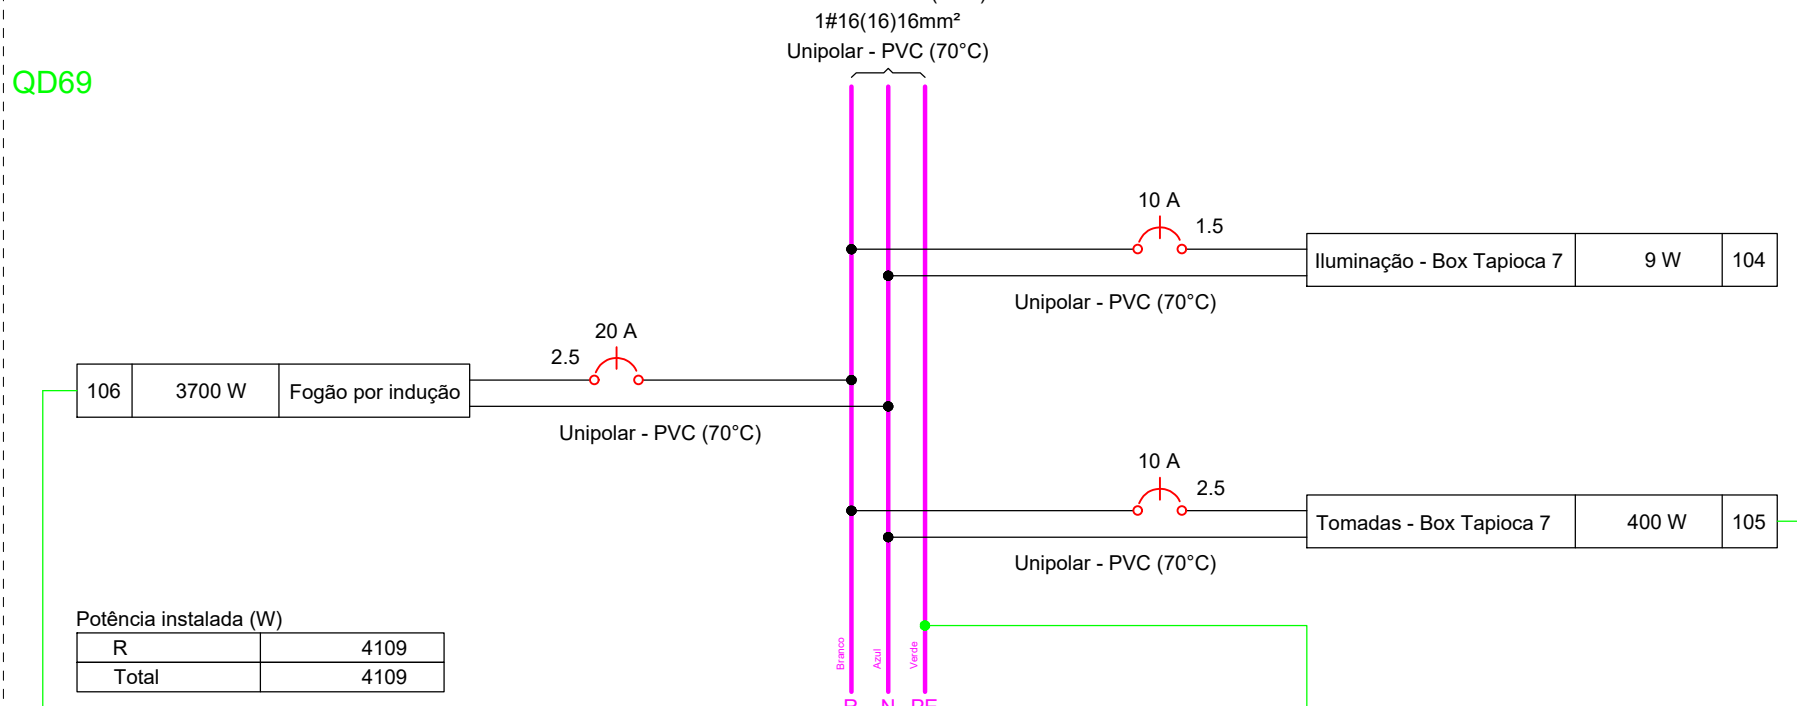 1#16(16)16mm²
Unipolar - PVC (70°C)
QD69
10 A
1.5
Iluminação - Box Tapioca 7 9 W 104
Unipolar - PVC (70°C)
20 A
2.5
106 3700 W Fogão por indução
Unipolar - PVC (70°C)
10 A
2.5
Tomadas - Box Tapioca 7 400 W 105
Unipolar - PVC (70°C)
Potência instalada (W)
R 4109
Total 4109
Branco
Azul
Verde